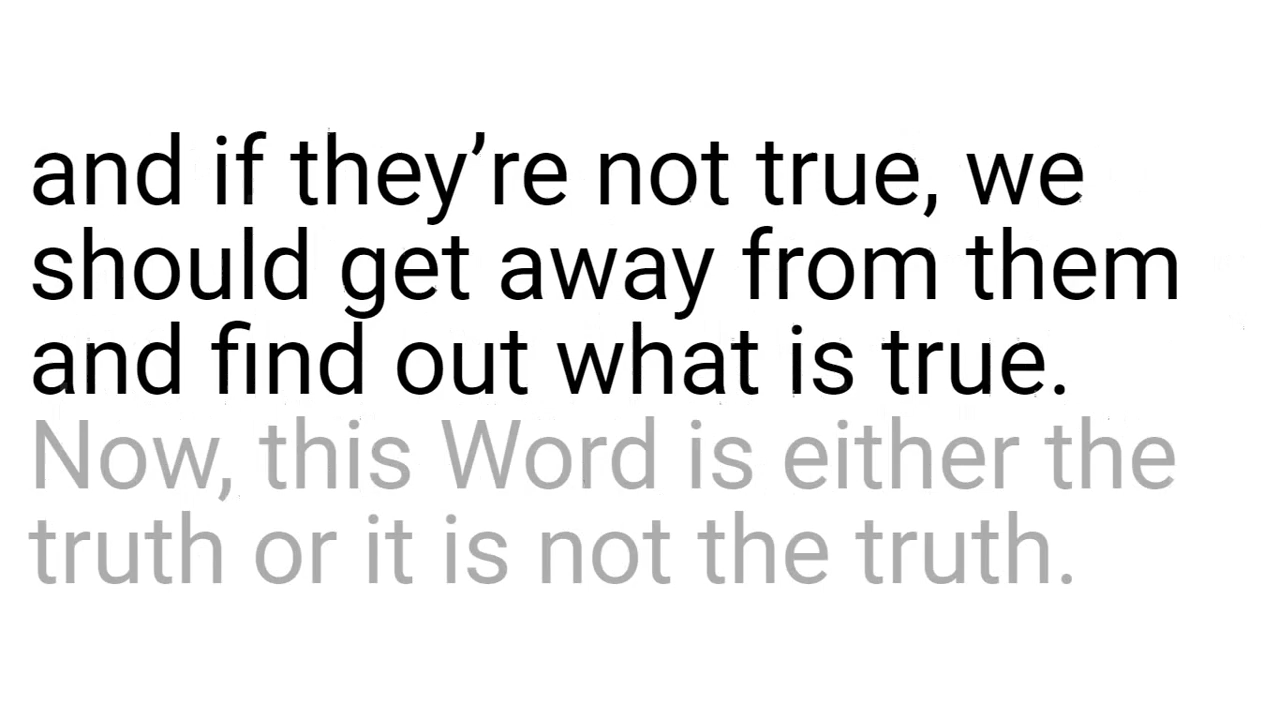 and if they’re not true, we
should get away from them
and find out what is true.
Now, this Word is either the
truth or it is not the truth.